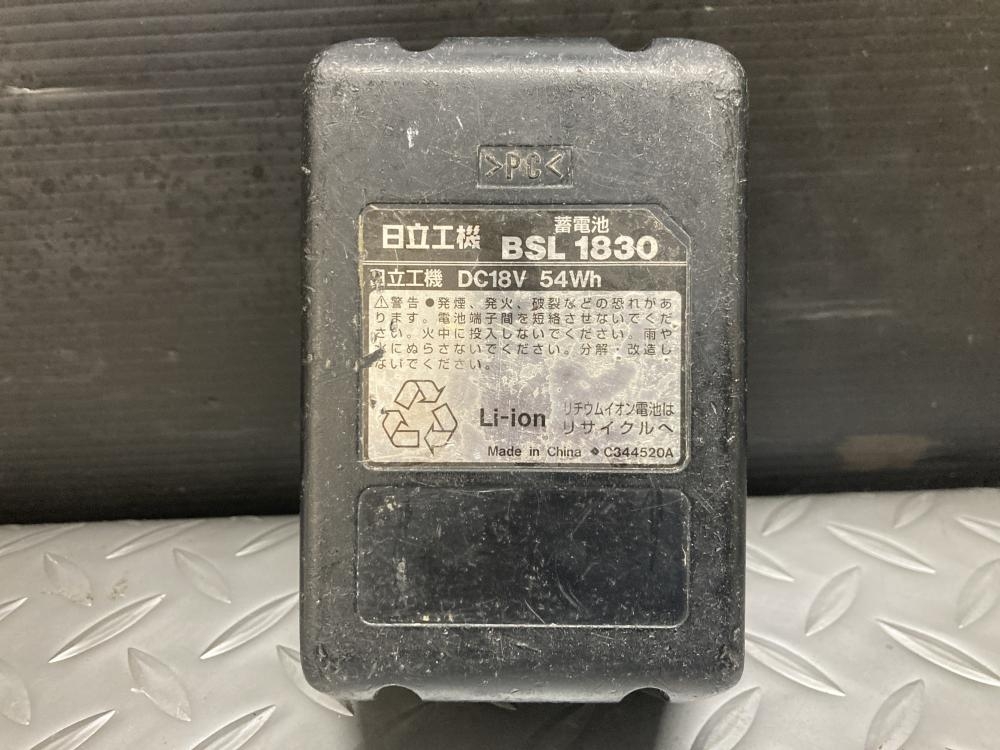 >PC<
蓄電池
日立工機 BSL 1830
日立工機 DC18V 54Wh
⚠警告 ●発煙、発火、破裂などの恐れがあ
ります。電池端子間を短絡させないでくだ
さい。火中に投入しないでください。雨や
水にぬらさないでください。分解・改造し
ないでください。
Li-ion リチウムイオン電池は
リサイクルへ
Made in China ◆ C344520A